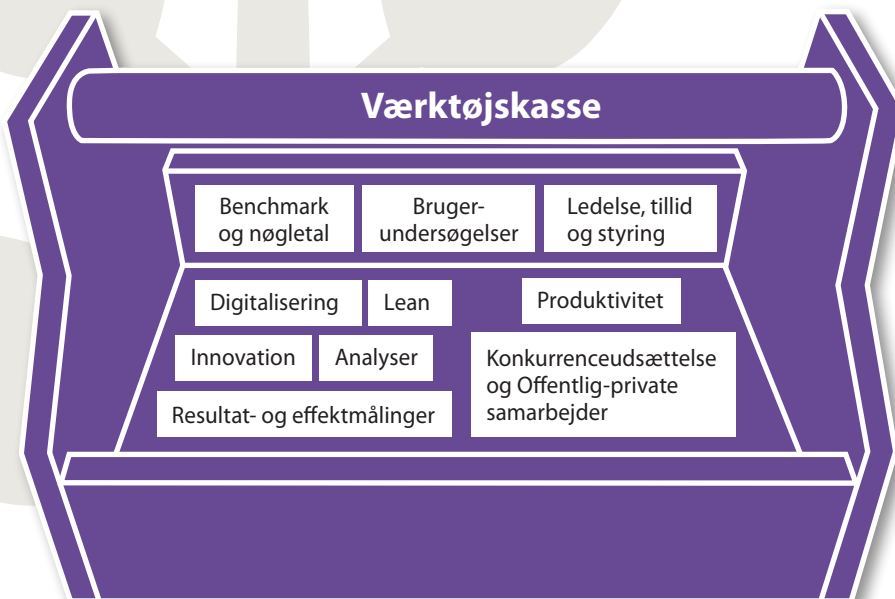 Værktøjskasse
Benchmark
og nøgletal
Bruger-
undersøgelser
Ledelse, tillid
og styring
Digitalisering
Lean
Produktivitet
Innovation
Analyser
Konkurrenceudsættelse
og Offentlig-private
samarbejder
Resultat- og effektmålinger